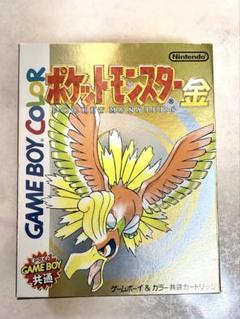 GAME BOY COLOR
Nintendo
ポケットモンスター金
POCKET MONSTERS
GAME BOY
共通
ゲームボーイ&カラー共通カートリッジ